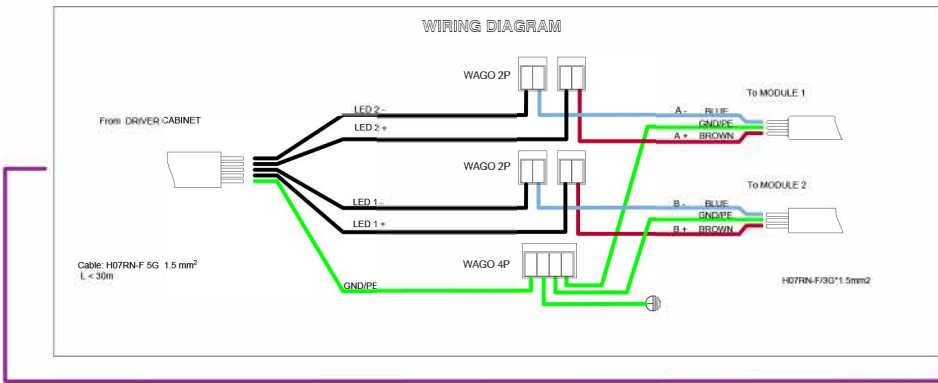 WIRING DIAGRAM
WAGO 2P
To MODULE 1
From DRIVER CABINET
LED 2 -
A - BLUE
LED 2 +
GND/PE
A + BROWN
WAGO 2P
To MODULE 2
LED 1 -
B - BLUE
GND/PE
LED 1 +
B + BROWN
WAGO 4P
Cable: H07RN-F 5G 1.5 mm²
L < 30m
GND/PE
H07RN-F/3G*1.5mm2